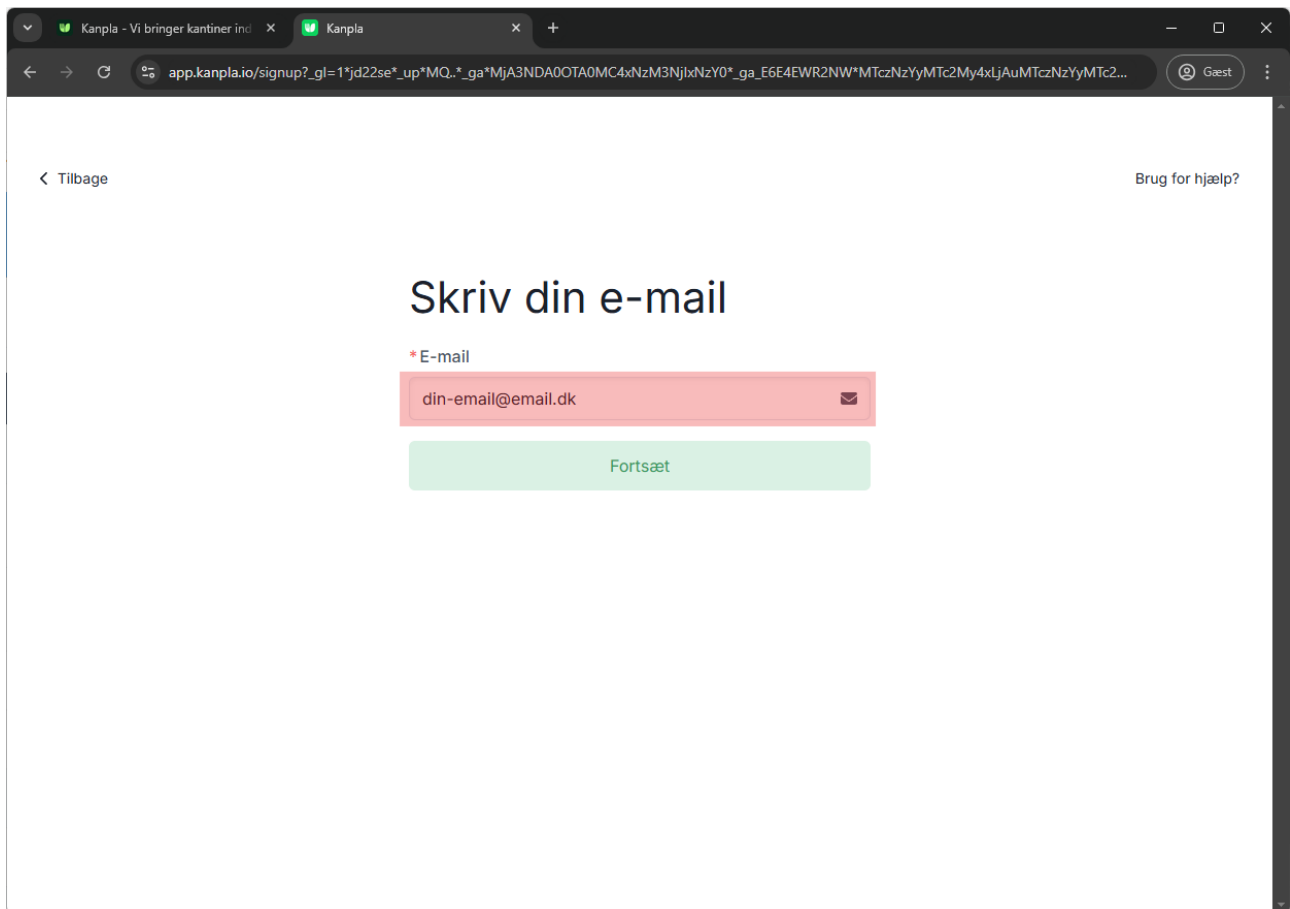 Kanpla - Vi bringer kantiner ind
Kanpla
app.kanpla.io/signup?_gl=1*jd22se*_up*MQ..*_ga*MjA3NDA0OTA0MC4xNzM3NjIxNzY0*_ga_E6E4EWR2NW*MTczNzYyMTc2My4xLjAuMTczNzYyMTc2...
Gæst
Tilbage
Brug for hjælp?
Skriv din e-mail
*E-mail
din-email@email.dk
Fortsæt